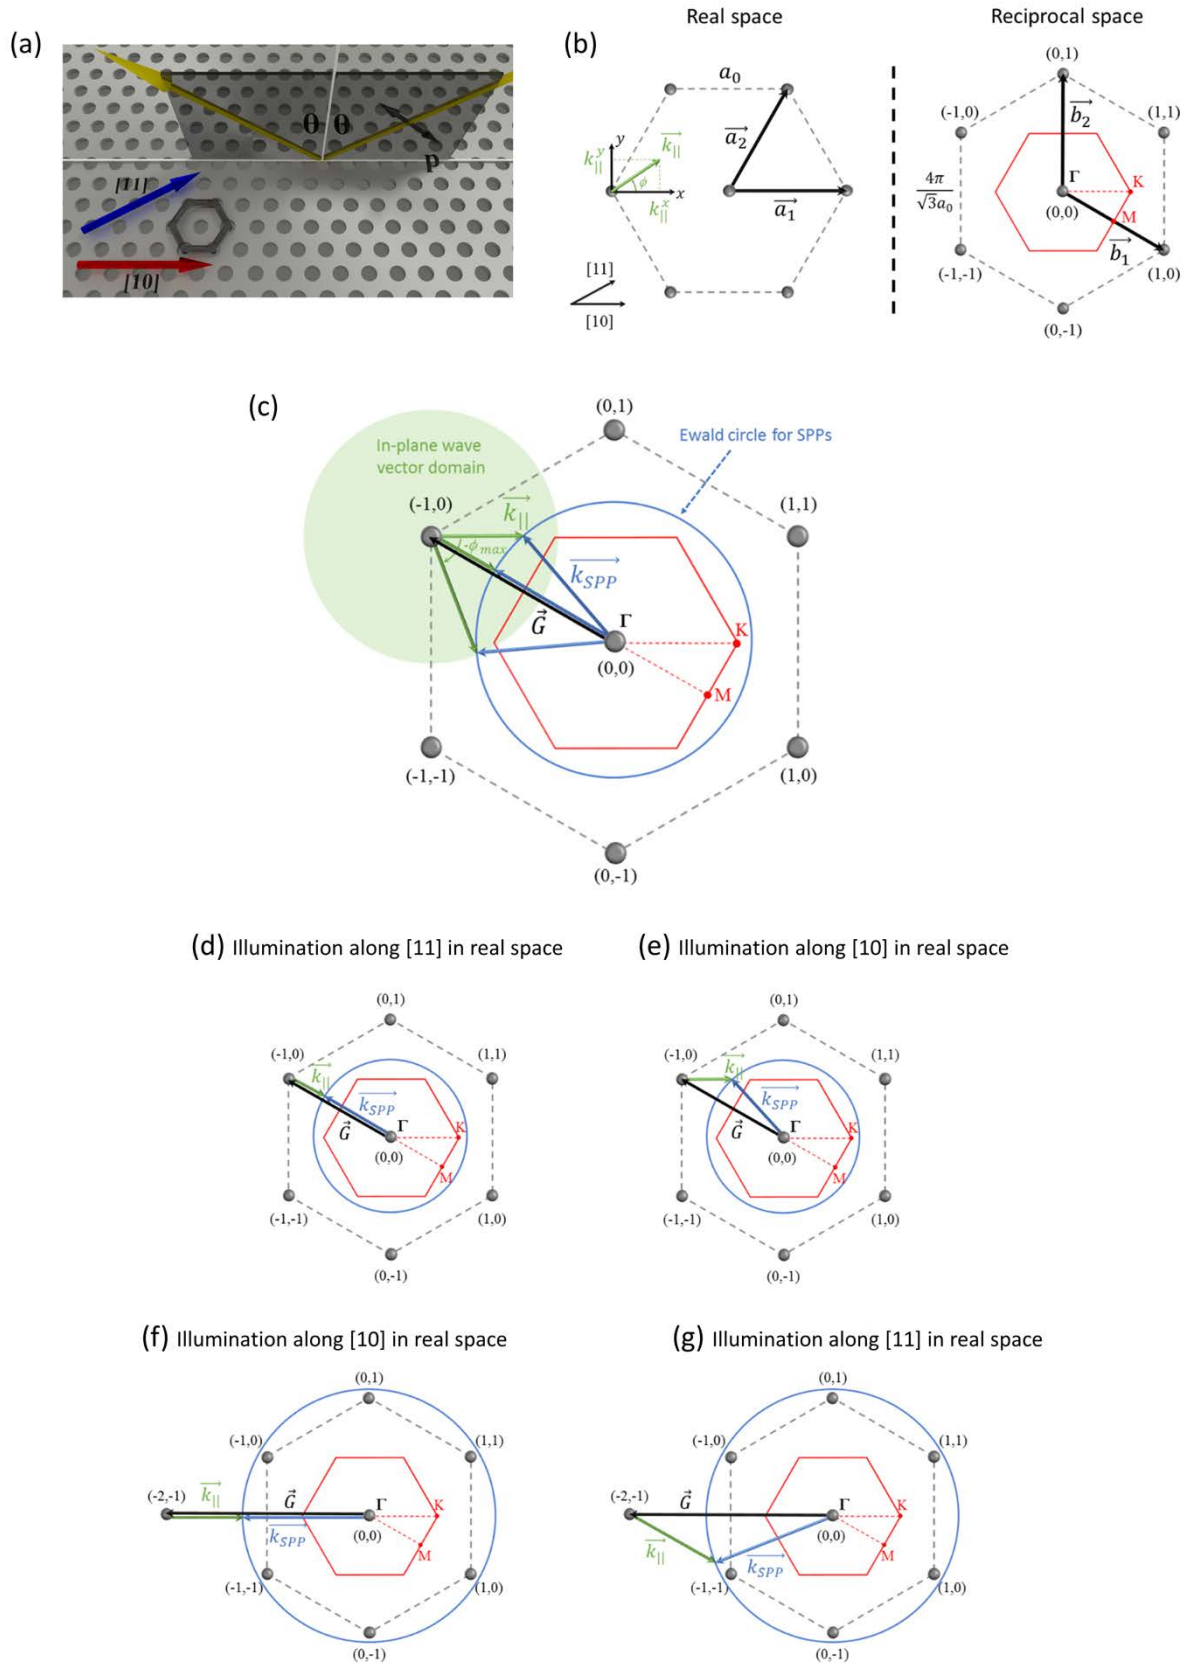 Real space
Reciprocal space
(a)
θ θ
p
[11]
[10]
(b)
a₀
a₂
a₁
k||^y
k||
y
ϕ
x
k||^x
[11]
[10]
(0,1)
(-1,0)
b₂
(1,1)
4π
√3a₀
Γ
K
(0,0)
M
b₁
(-1,-1)
(1,0)
(0,-1)
(c)
(0,1)
In-plane wave
vector domain
Ewald circle for SPPs
(-1,0)
k||
(1,1)
-ϕmax
kSPP
G
Γ
K
(0,0)
M
(-1,-1)
(1,0)
(0,-1)
(d) Illumination along [11] in real space
(0,1)
(-1,0)
k||
(1,1)
kSPP
G
Γ
K
(0,0)
M
(-1,-1)
(1,0)
(0,-1)
(e) Illumination along [10] in real space
(0,1)
(-1,0)
k||
(1,1)
kSPP
G
Γ
K
(0,0)
M
(-1,-1)
(1,0)
(0,-1)
(f) Illumination along [10] in real space
(0,1)
(-1,0)
(1,1)
(-2,-1)
k||
G
Γ
K
kSPP
(0,0)
M
(-1,-1)
(1,0)
(0,-1)
(g) Illumination along [11] in real space
(0,1)
(-1,0)
(1,1)
(-2,-1)
G
Γ
K
k||
kSPP
(0,0)
M
(-1,-1)
(1,0)
(0,-1)